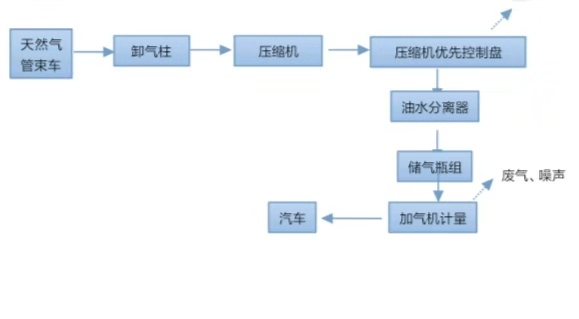 天然气
管束车
卸气柱
压缩机
压缩机优先控制盘
油水分离器
储气瓶组
废气、噪声
汽车
加气机计量